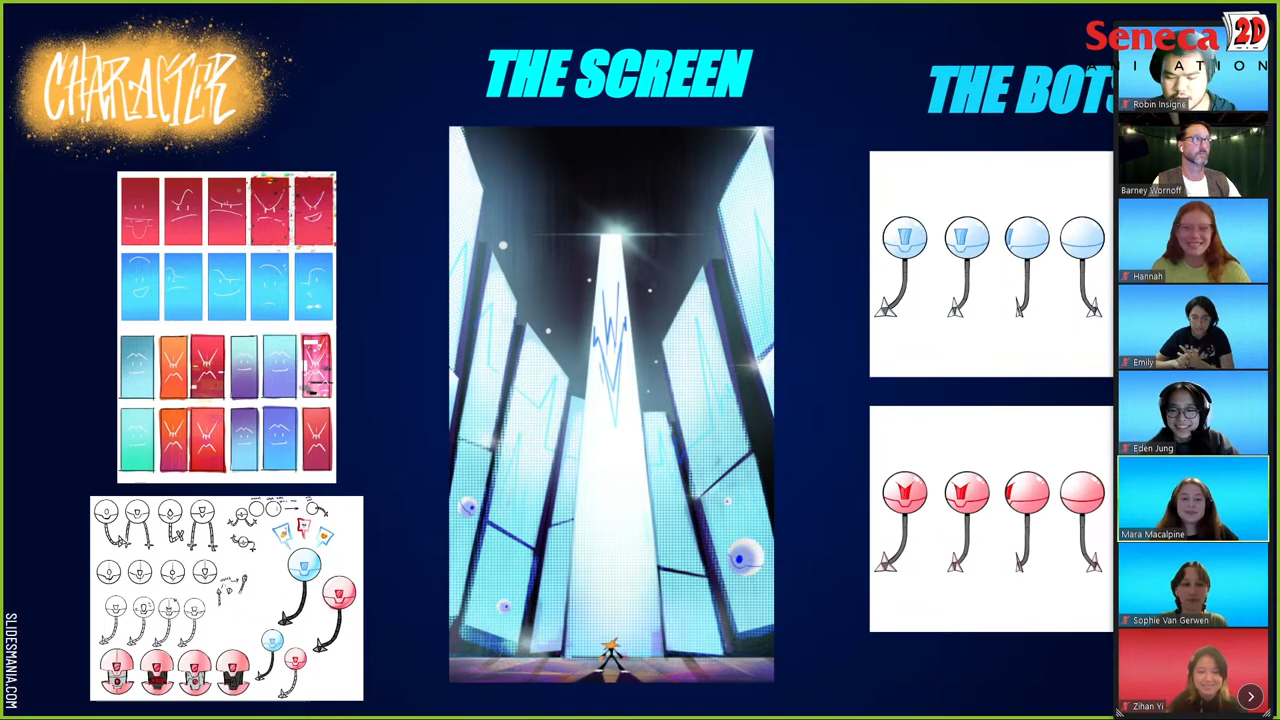 CHARACTER
THE SCREEN
THE BOTS
Seneca 2D
ANIMATION
Robin Insigne
Barney Wornoff
Hannah
Emily
Eden Jung
Mara Macalpine
Sophie Van Gerwen
Zihan Yi
SLIDESMANIA.COM